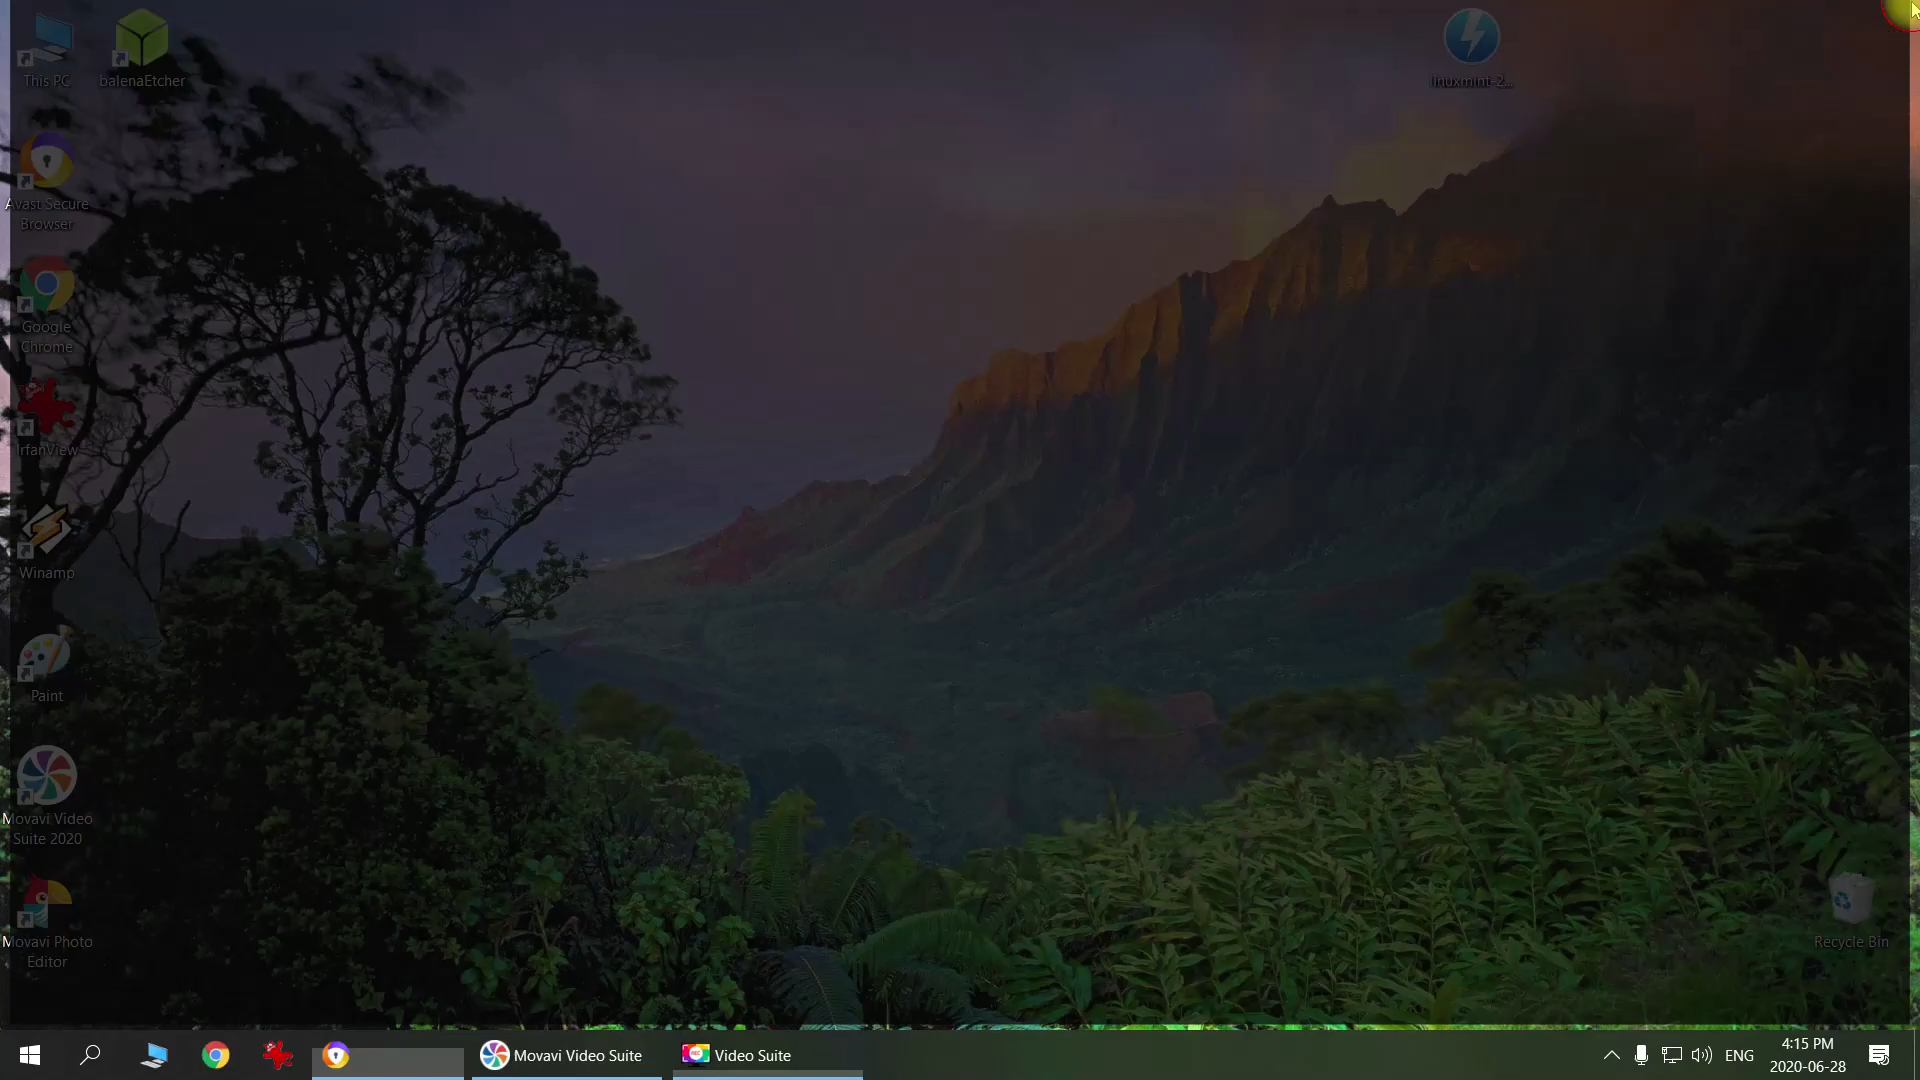 This PC
balenaEtcher
linuxmint-2...
Avast Secure
Browser
Google
Chrome
IrfanView
Winamp
Paint
Movavi Video
Suite 2020
Movavi Photo
Editor
Recycle Bin
Movavi Video Suite
REC
Video Suite
ENG
4:15 PM
2020-06-28